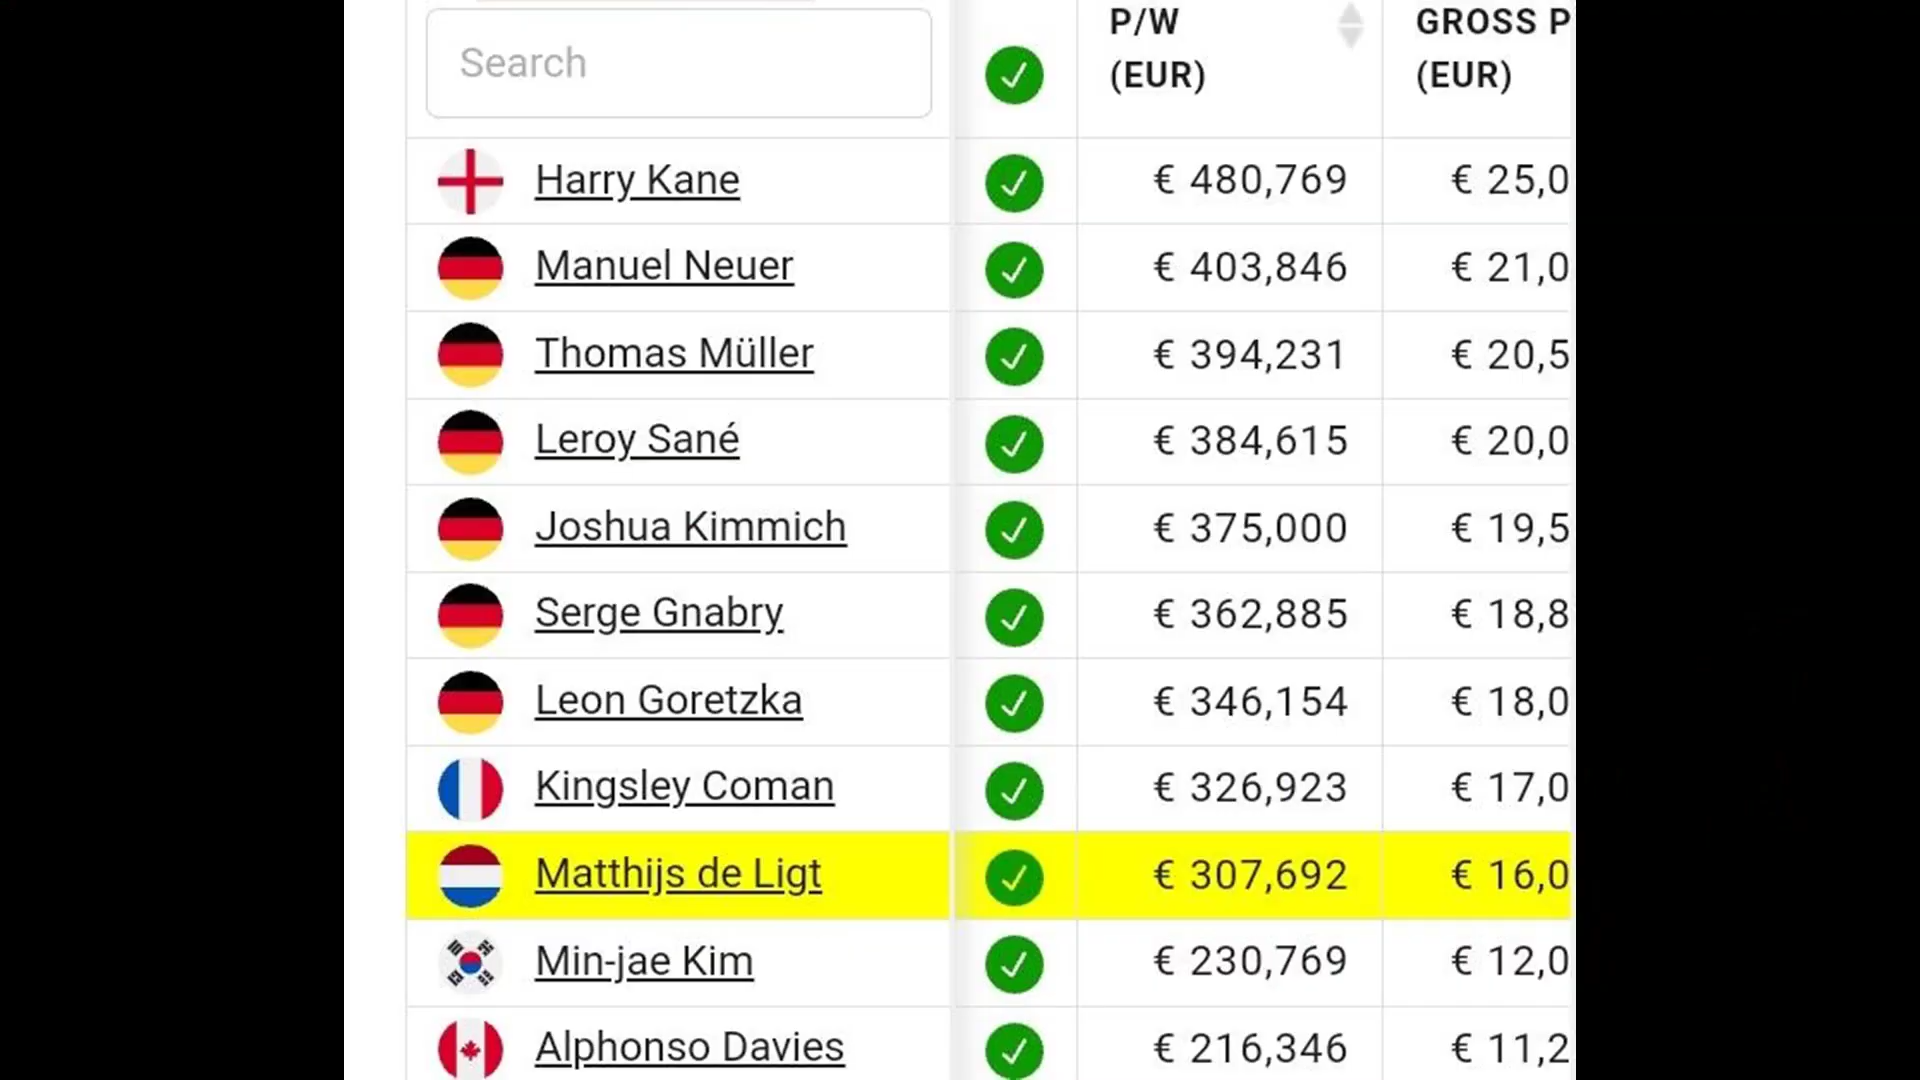 P/W GROSS P
(EUR) (EUR)
Search
Harry Kane € 480,769 € 25,0
Manuel Neuer € 403,846 € 21,0
Thomas Müller € 394,231 € 20,5
Leroy Sané € 384,615 € 20,0
Joshua Kimmich € 375,000 € 19,5
Serge Gnabry € 362,885 € 18,8
Leon Goretzka € 346,154 € 18,0
Kingsley Coman € 326,923 € 17,0
Matthijs de Ligt € 307,692 € 16,0
Min-jae Kim € 230,769 € 12,0
Alphonso Davies € 216,346 € 11,2